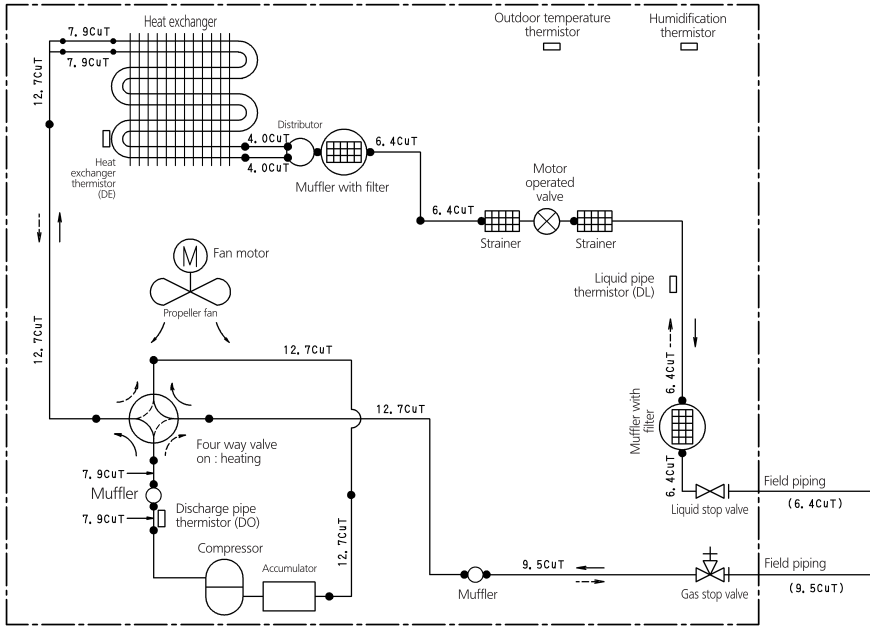 Heat exchanger
Outdoor temperature
thermistor
Humidification
thermistor
7.9CuT
7.9CuT
12.7CuT
Distributor
4.0CuT
4.0CuT
6.4CuT
Heat
exchanger
thermistor
(DE)
Muffler with filter
Motor
operated
valve
6.4CuT
Strainer
Strainer
M
Fan motor
Propeller fan
Liquid pipe
thermistor (DL)
12.7CuT
12.7CuT
6.4CuT
12.7CuT
Muffler with
filter
Four way valve
on : heating
7.9CuT
Muffler
6.4CuT
Field piping
(6.4CuT)
Liquid stop valve
7.9CuT
Discharge pipe
thermistor (DO)
12.7CuT
Compressor
Accumulator
9.5CuT
Field piping
(9.5CuT)
Muffler
Gas stop valve